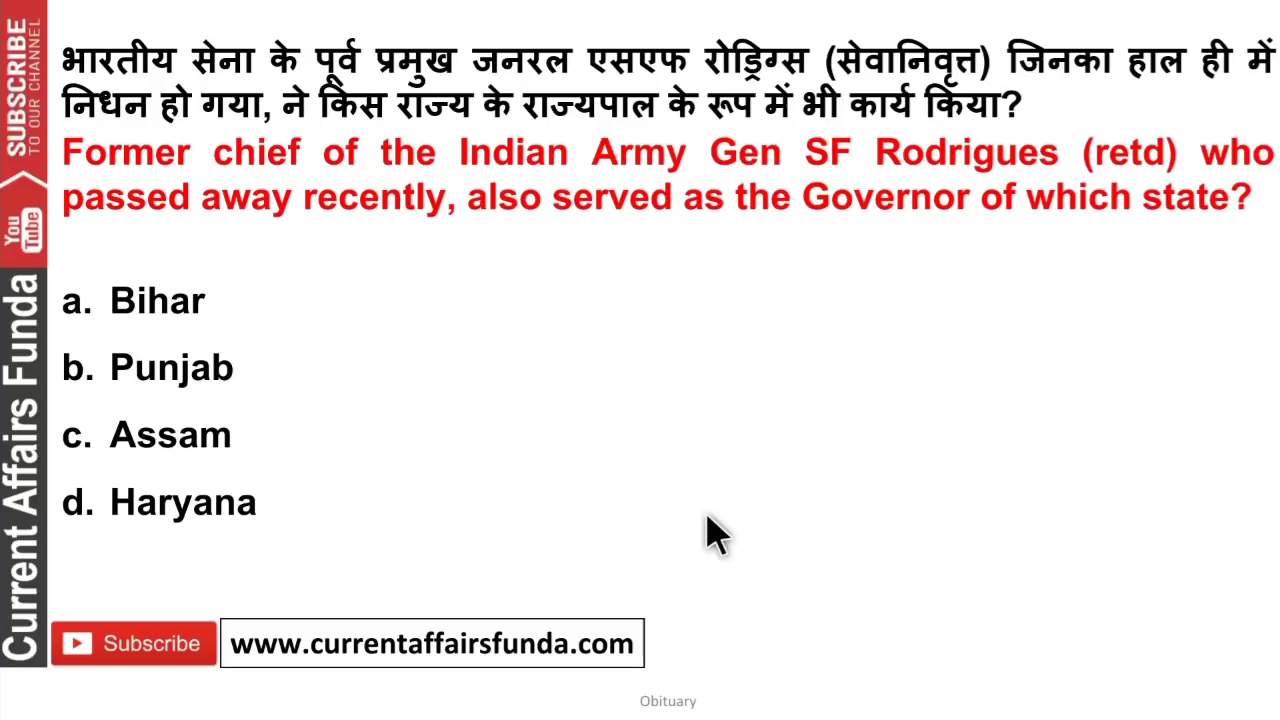 भारतीय सेना के पूर्व प्रमुख जनरल एसएफ रोड्रिग्स (सेवानिवृत्त) जिनका हाल ही में
निधन हो गया, ने किस राज्य के राज्यपाल के रूप में भी कार्य किया?
Former chief of the Indian Army Gen SF Rodrigues (retd) who
passed away recently, also served as the Governor of which state?
a. Bihar
b. Punjab
c. Assam
d. Haryana
SUBSCRIBE
TO OUR CHANNEL
You
Tube
Current Affairs Funda
Subscribe
www.currentaffairsfunda.com
Obituary